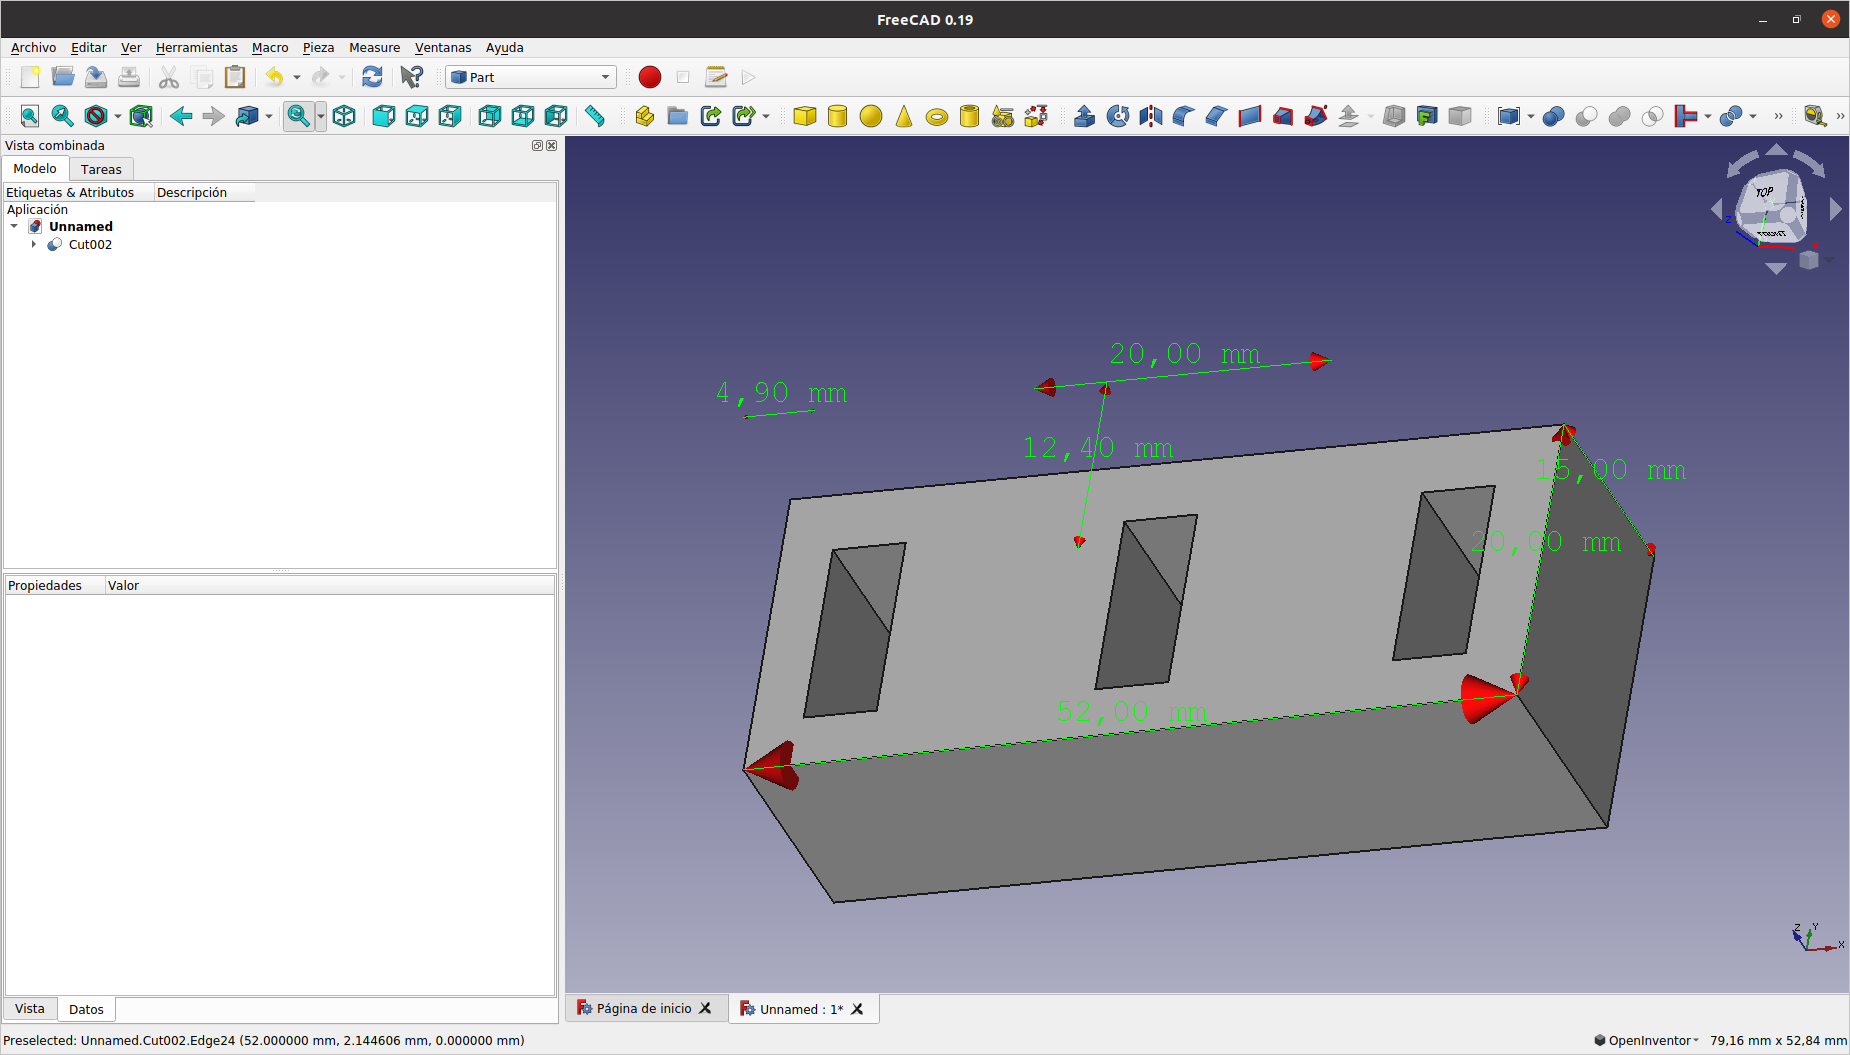 FreeCAD 0.19
Archivo Editar Ver Herramientas Macro Pieza Measure Ventanas Ayuda
Part
Vista combinada
Modelo Tareas
Etiquetas & Atributos Descripción
Aplicación
Unnamed
Cut002
Propiedades Valor
Vista Datos
TOP
Z
20,00 mm
4,90 mm
12,40 mm
15,00 mm
20,00 mm
52,00 mm
Z Y X
Página de inicio Unnamed : 1*
Preselected: Unnamed.Cut002.Edge24 (52.000000 mm, 2.144606 mm, 0.000000 mm)
OpenInventor 79,16 mm x 52,84 mm